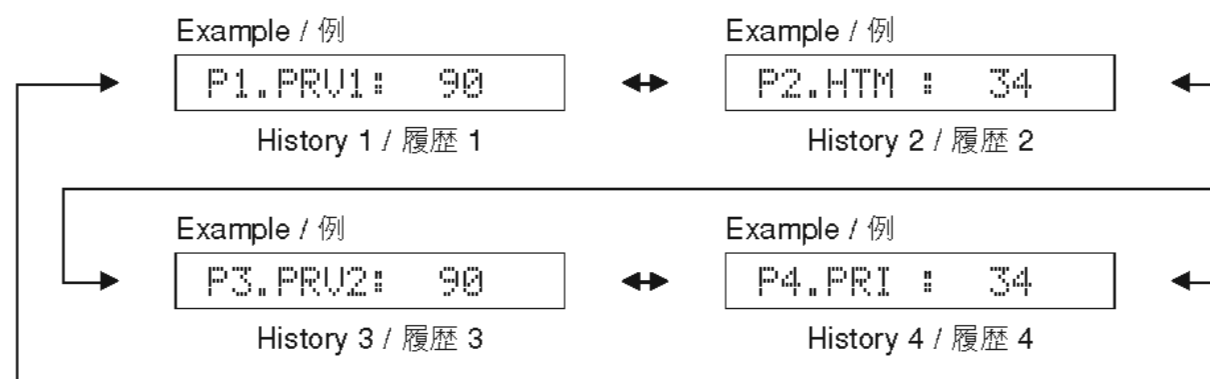 Example / 例
P1.PRV1: 90
History 1 / 履歴 1
Example / 例
P2.HTM : 34
History 2 / 履歴 2
Example / 例
P3.PRV2: 90
History 3 / 履歴 3
Example / 例
P4.PRI : 34
History 4 / 履歴 4